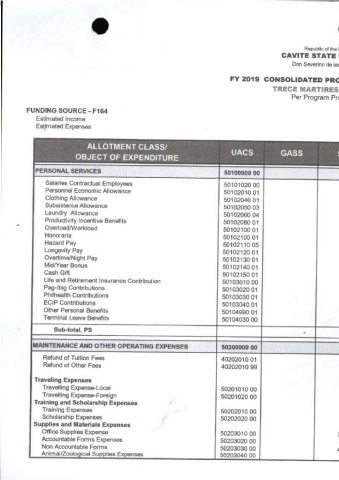 Republic of the
CAVITE STATE
Don Severino de las
FY 2019 CONSOLIDATED PRO
TRECE MARTIRES
Per Program Pr
FUNDING SOURCE - F164
Estimated Income
Estimated Expenses
ALLOTMENT CLASS/ OBJECT OF EXPENDITURE UACS GASS
PERSONAL SERVICES 50100000 00
Salaries Contractual Employees 50101020 00
Personnel Economic Allowance 50102010 01
Clothing Allowance 50102040 01
Subsistence Allowance 50102050 03
Laundry Allowance 50102060 04
Productivity Incentive Benefits 50102080 01
Overload/Workload 50102100 01
Honoraria 50102100 01
Hazard Pay 50102110 05
Longevity Pay 50102120 01
Overtime/Night Pay 50102130 01
Mid/Year Bonus 50102140 01
Cash Gift 50102150 01
Life and Retirement Insurance Contribution 50103010 00
Pag-Ibig Contributions 50103020 01
Philhealth Contributions 50103030 01
ECIP Contributions 50103040 01
Other Personal Benefits 50104990 01
Terminal Leave Benefits 50104030 00
Sub-total, PS
MAINTENANCE AND OTHER OPERATING EXPENSES 50200000 00
Refund of Tuition Fees 40202010 01
Refund of Other Fees 40202010 99
Traveling Expenses
Travelling Expense-Local 50201010 00
Travelling Expense-Foreign 50201020 00
Training and Scholarship Expenses
Training Expenses 50202010 00
Scholarship Expenses 50202020 00
Supplies and Materials Expenses
Office Supplies Expense 50203010 00
Accountable Forms Expenses 50203020 00
Non Accountable Forms 50203030 00
Animal/Zoological Supplies Expenses 50203040 00